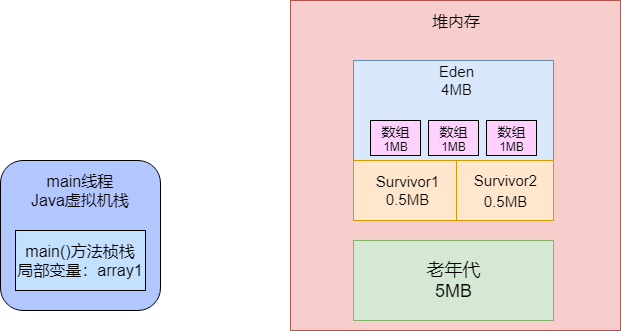 堆内存
Eden
4MB
数组
1MB
数组
1MB
数组
1MB
Survivor1
0.5MB
Survivor2
0.5MB
老年代
5MB
main线程
Java虚拟机栈
main()方法桢栈
局部变量：array1